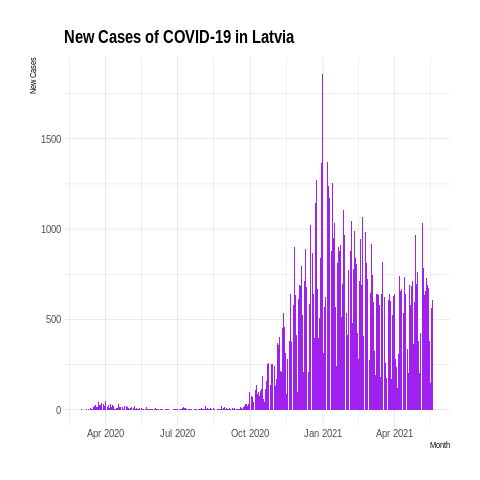 New Cases of COVID-19 in Latvia
New Cases
1500
1000
500
0
Apr 2020 Jul 2020 Oct 2020 Jan 2021 Apr 2021
Month